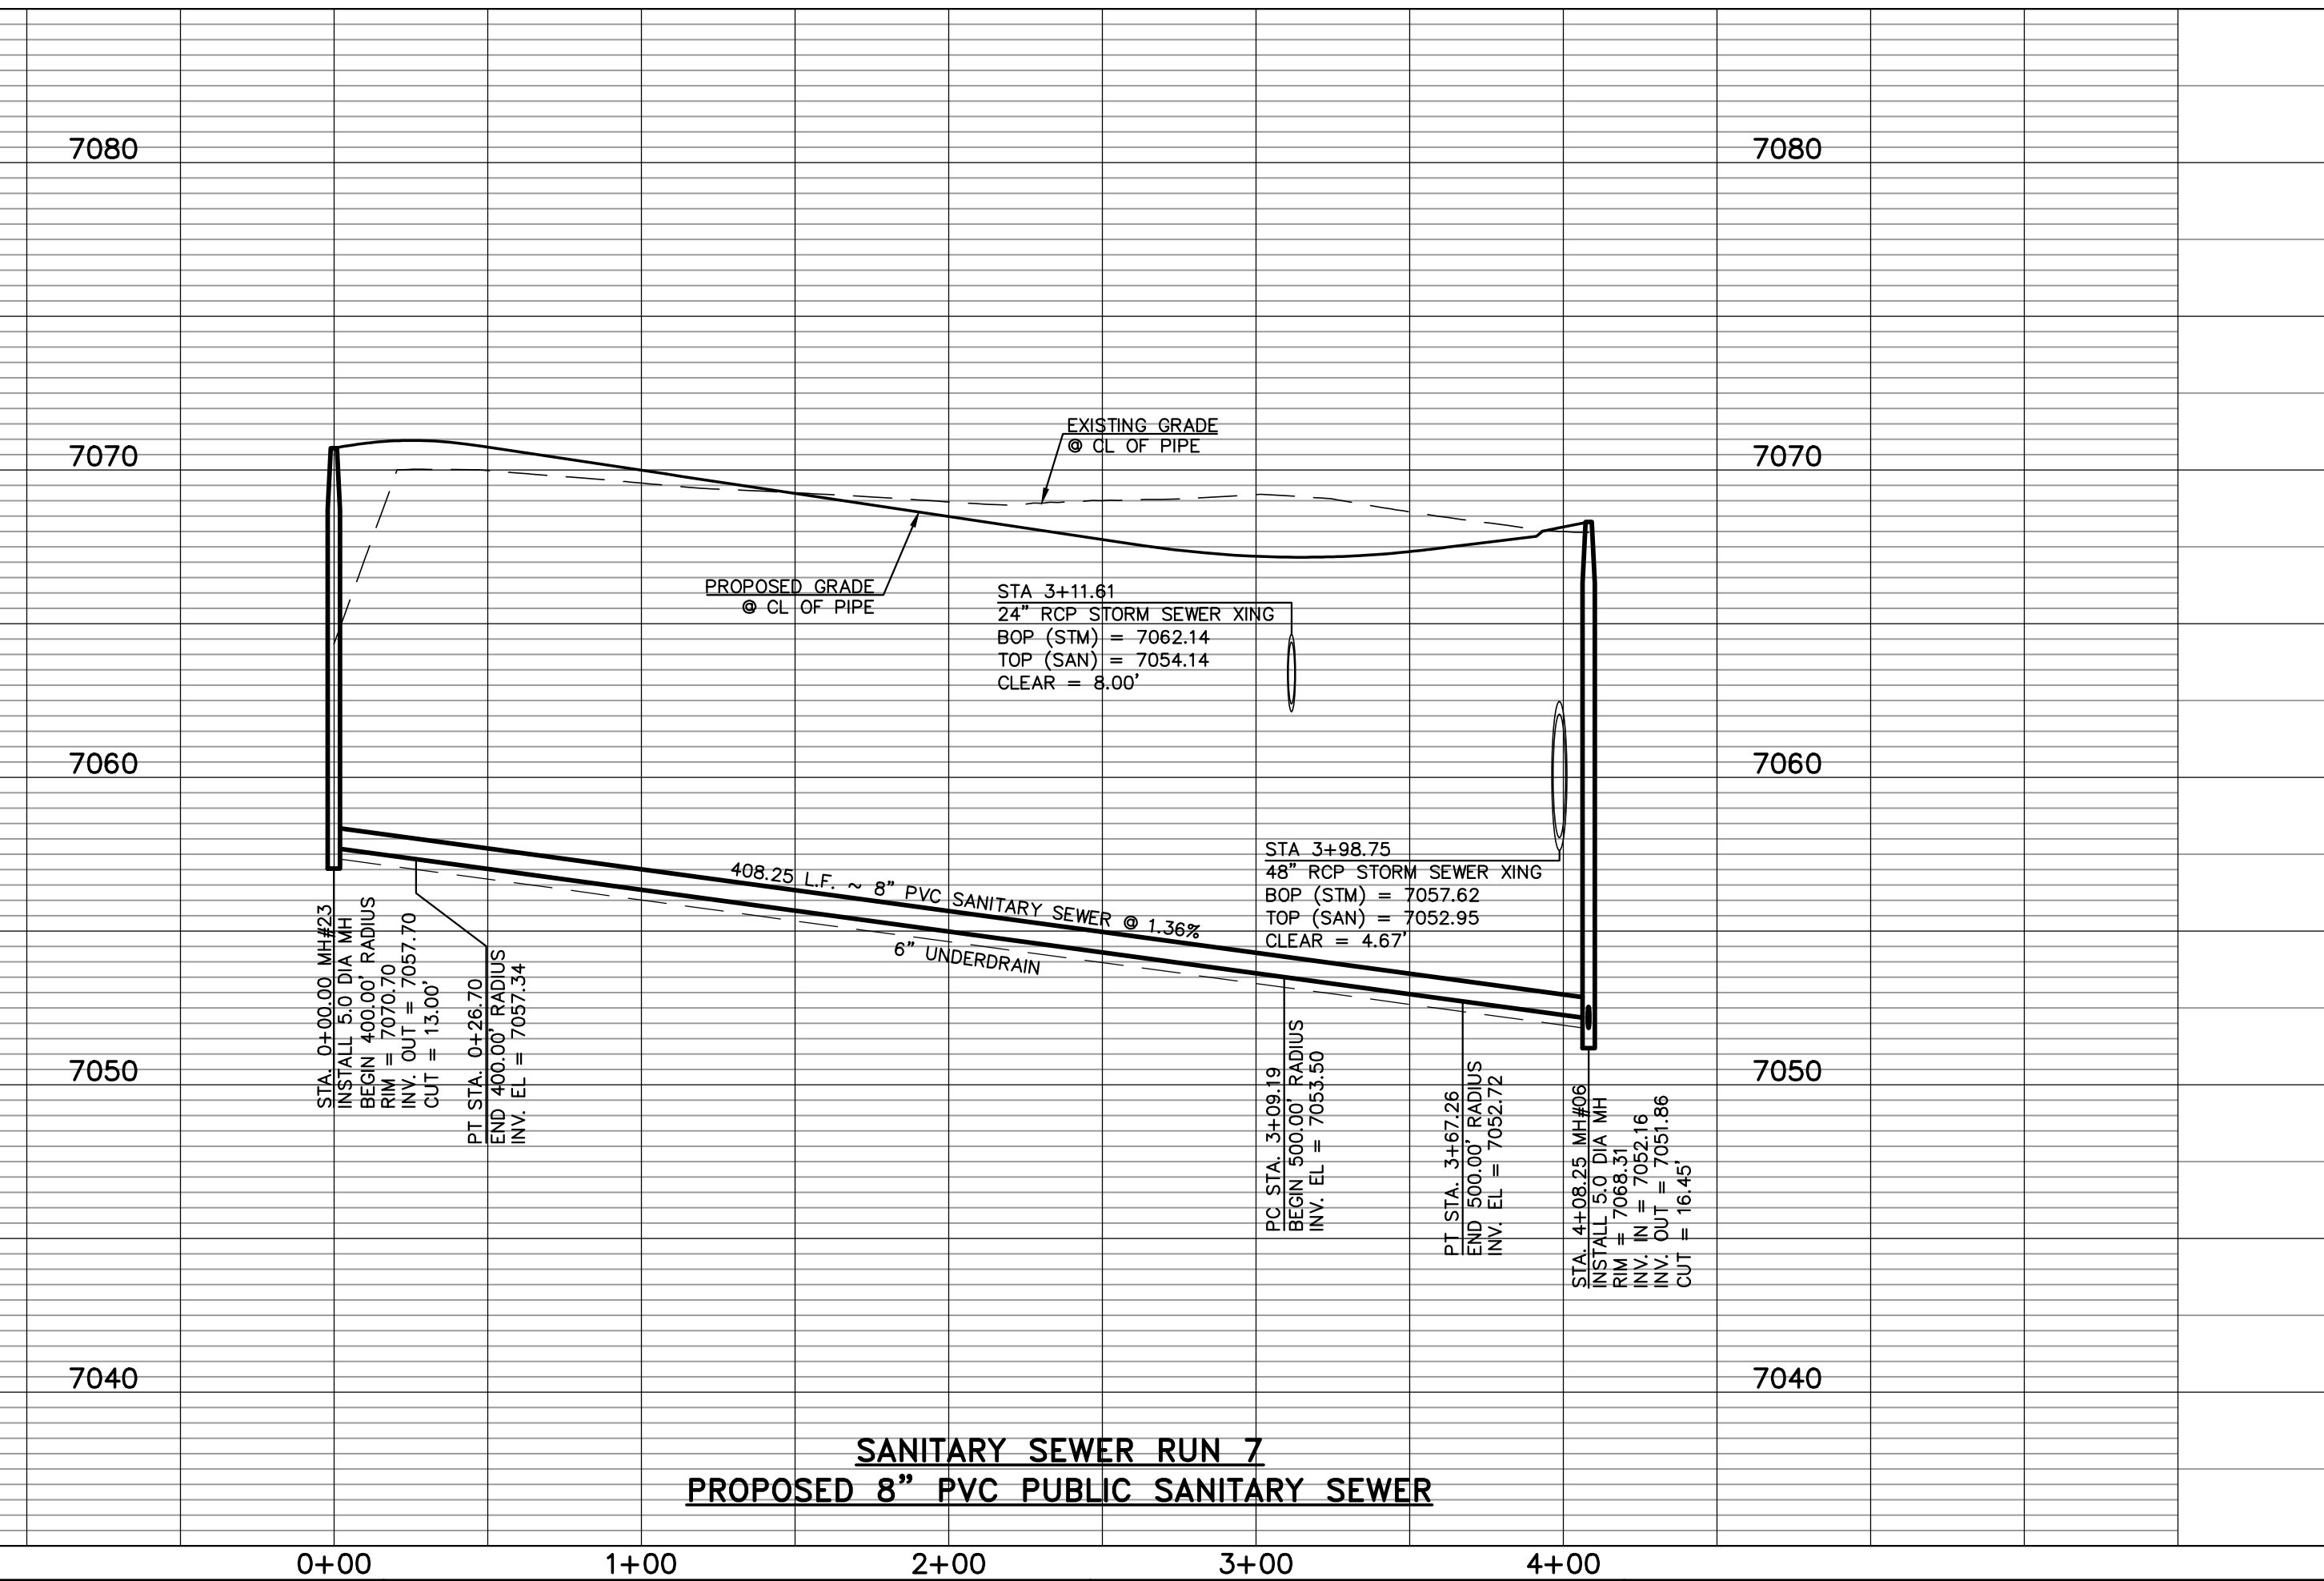 7080
7080
7070
7070
EXISTING GRADE
@ CL OF PIPE
PROPOSED GRADE
@ CL OF PIPE
STA 3+11.61
24" RCP STORM SEWER XING
BOP (STM) = 7062.14
TOP (SAN) = 7054.14
CLEAR = 8.00'
7060
7060
STA 3+98.75
48" RCP STORM SEWER XING
BOP (STM) = 7057.62
TOP (SAN) = 7052.95
CLEAR = 4.67'
408.25 L.F. ~ 8" PVC SANITARY SEWER @ 1.36%
6" UNDERDRAIN
STA. 0+00.00 MH#23
INSTALL 5.0 DIA MH
BEGIN 400.00' RADIUS
RIM = 7070.70
INV. OUT = 7057.70
CUT = 13.00'
PT STA. 0+26.70
END 400.00' RADIUS
INV. EL = 7057.34
PC STA. 3+09.19
BEGIN 500.00' RADIUS
INV. EL = 7053.50
PT STA. 3+67.26
END 500.00' RADIUS
INV. EL = 7052.72
STA. 4+08.25 MH#06
INSTALL 5.0 DIA MH
RIM = 7068.31
INV. IN = 7052.16
INV. OUT = 7051.86
CUT = 16.45'
7050
7050
7040
7040
SANITARY SEWER RUN 7
PROPOSED 8" PVC PUBLIC SANITARY SEWER
0+00
1+00
2+00
3+00
4+00